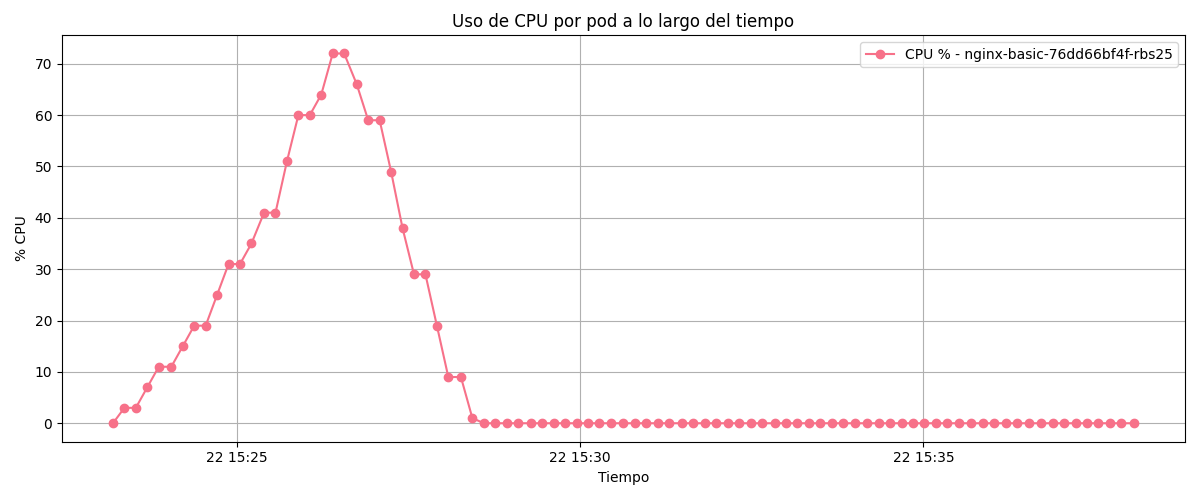 Uso de CPU por pod a lo largo del tiempo
CPU % - nginx-basic-76dd66bf4f-rbs25
% CPU
70
60
50
40
30
20
10
0
22 15:25
22 15:30
22 15:35
Tiempo